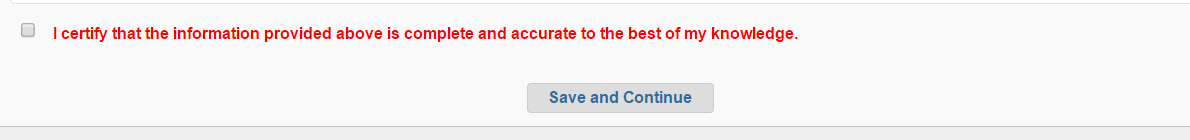 I certify that the information provided above is complete and accurate to the best of my knowledge.
Save and Continue